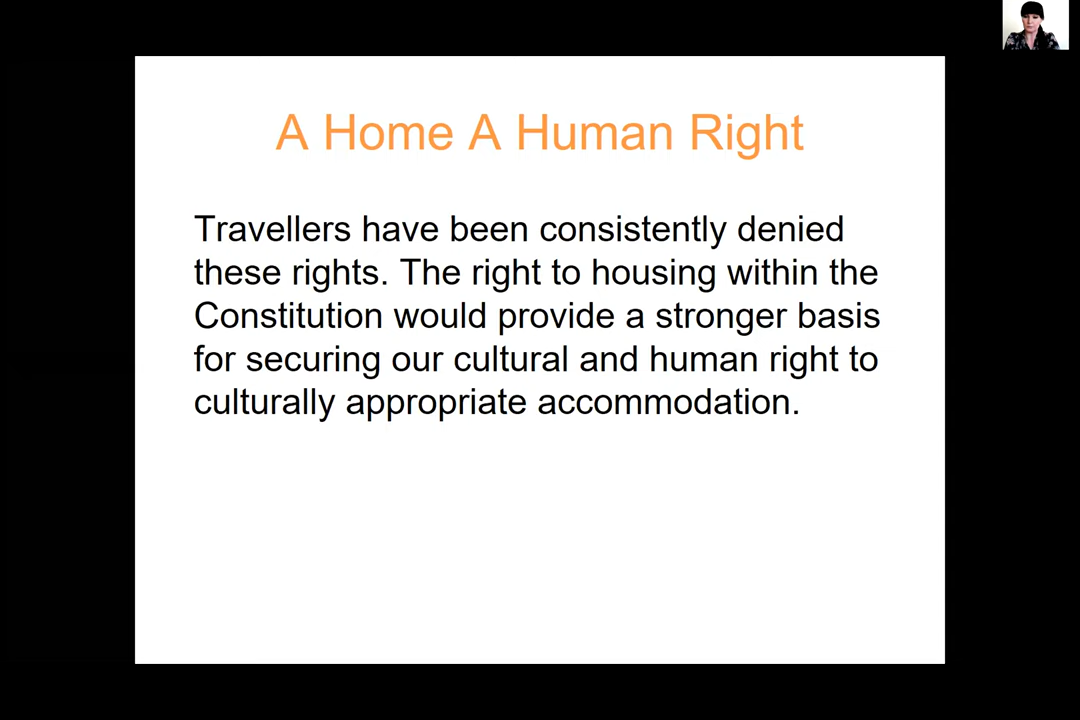 A Home A Human Right
Travellers have been consistently denied
these rights. The right to housing within the
Constitution would provide a stronger basis
for securing our cultural and human right to
culturally appropriate accommodation.